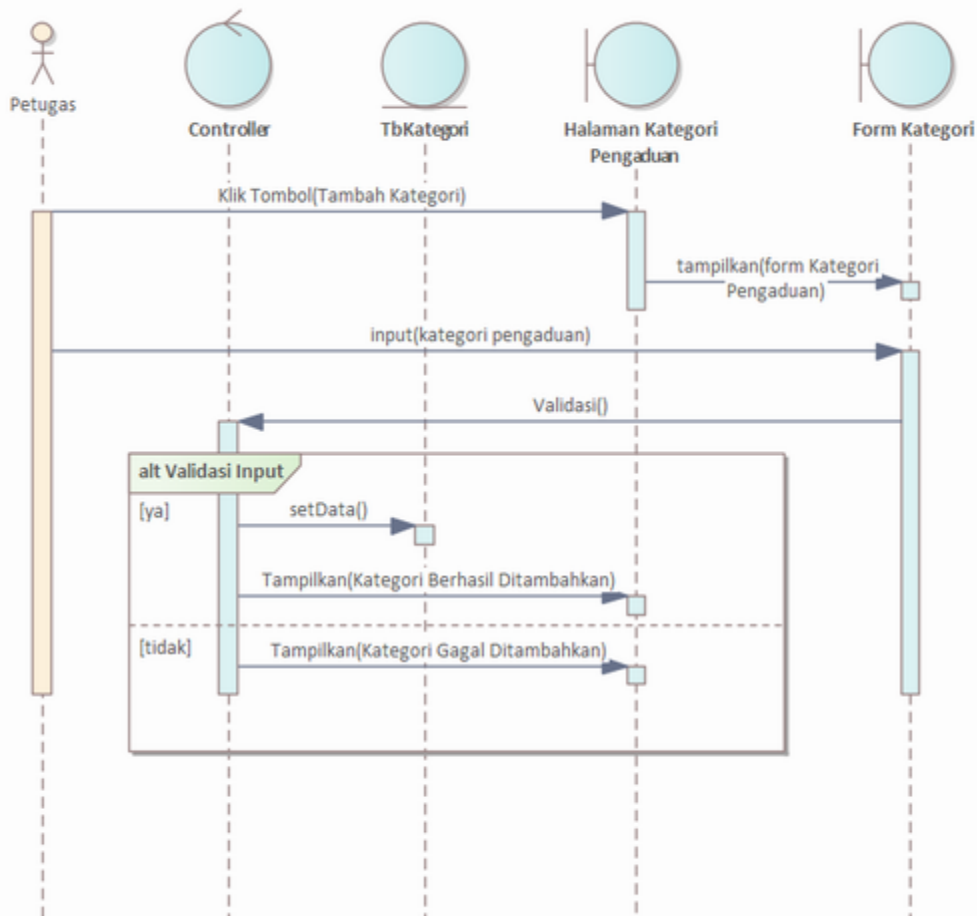 Petugas
Controller
TbKategori
Halaman Kategori
Pengaduan
Form Kategori
Klik Tombol(Tambah Kategori)
tampilkan(form Kategori
Pengaduan)
input(kategori pengaduan)
Validasi()
alt Validasi Input
[ya]
setData()
Tampilkan(Kategori Berhasil Ditambahkan)
[tidak]
Tampilkan(Kategori Gagal Ditambahkan)